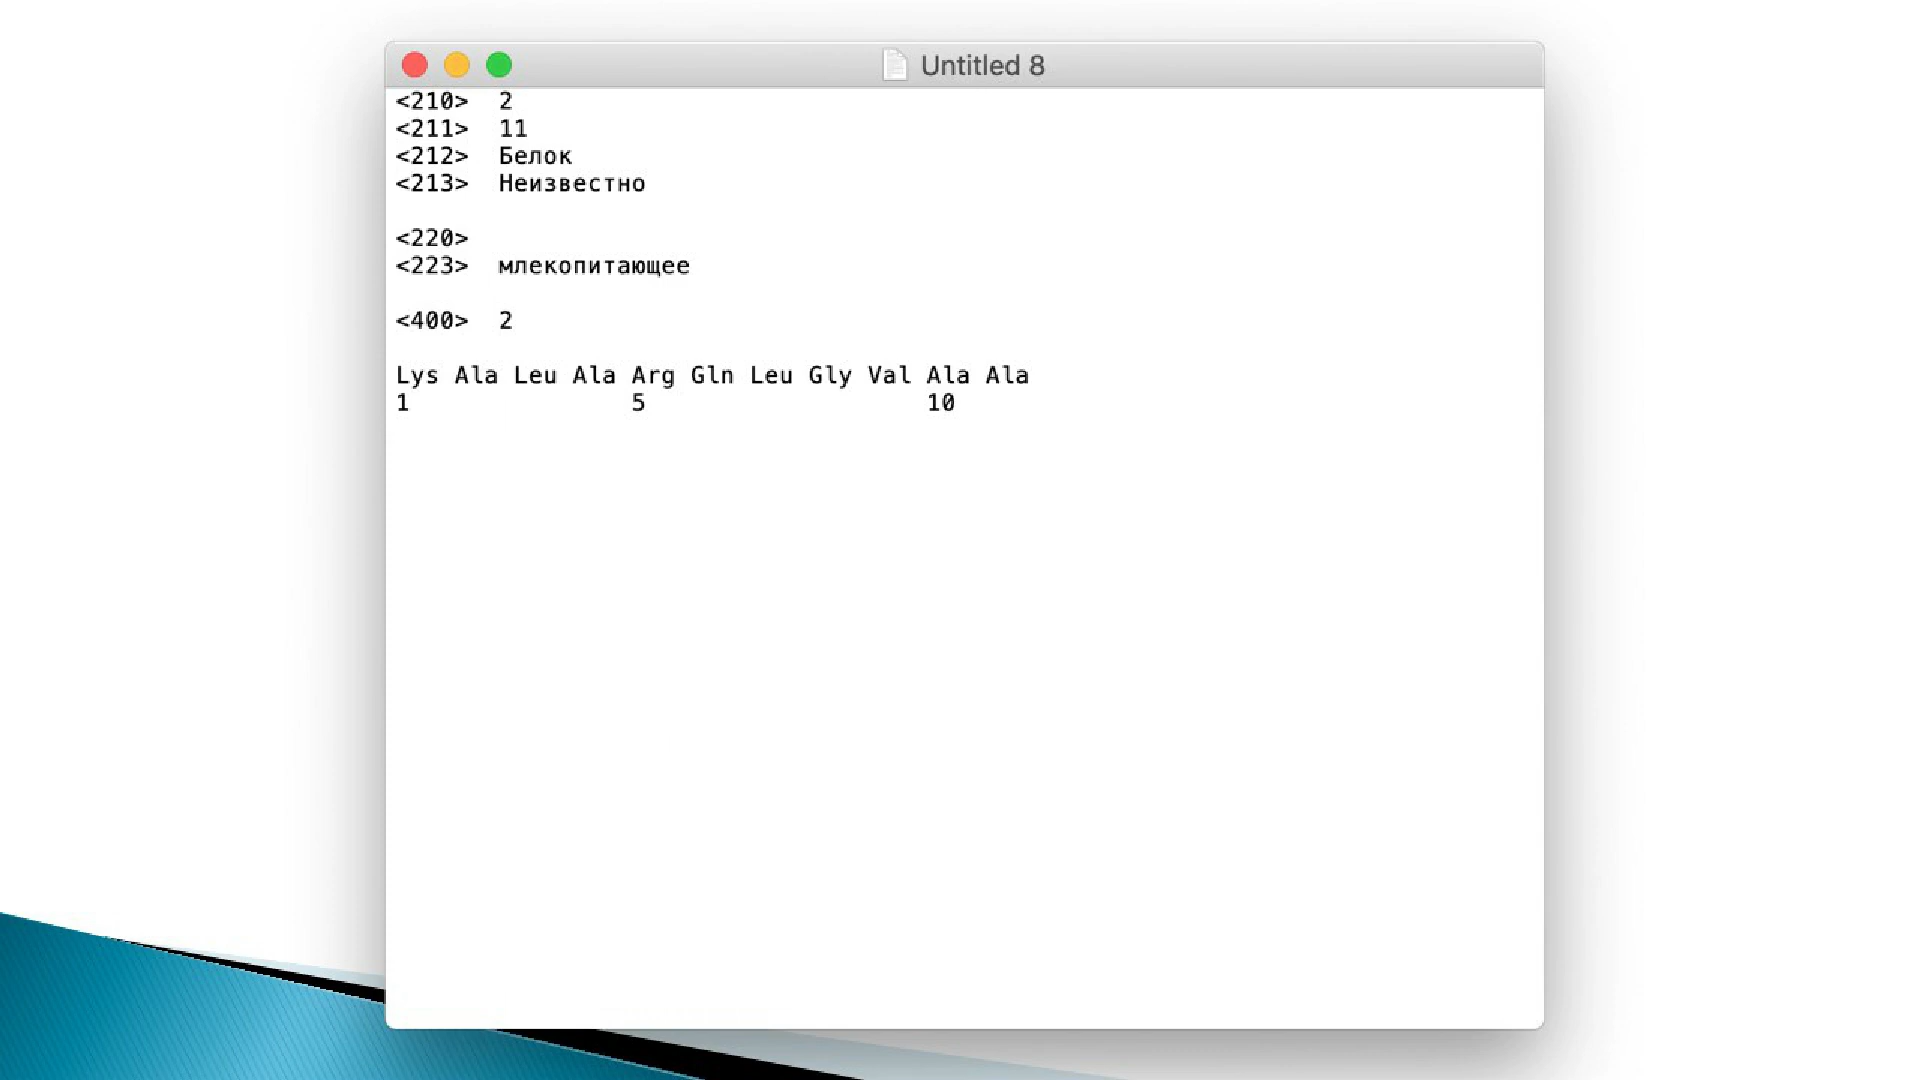 Untitled 8
<210>  2
<211>  11
<212>  Белок
<213>  Неизвестно
<220>
<223>  млекопитающее
<400>  2
Lys Ala Leu Ala Arg Gln Leu Gly Val Ala Ala
1               5                   10